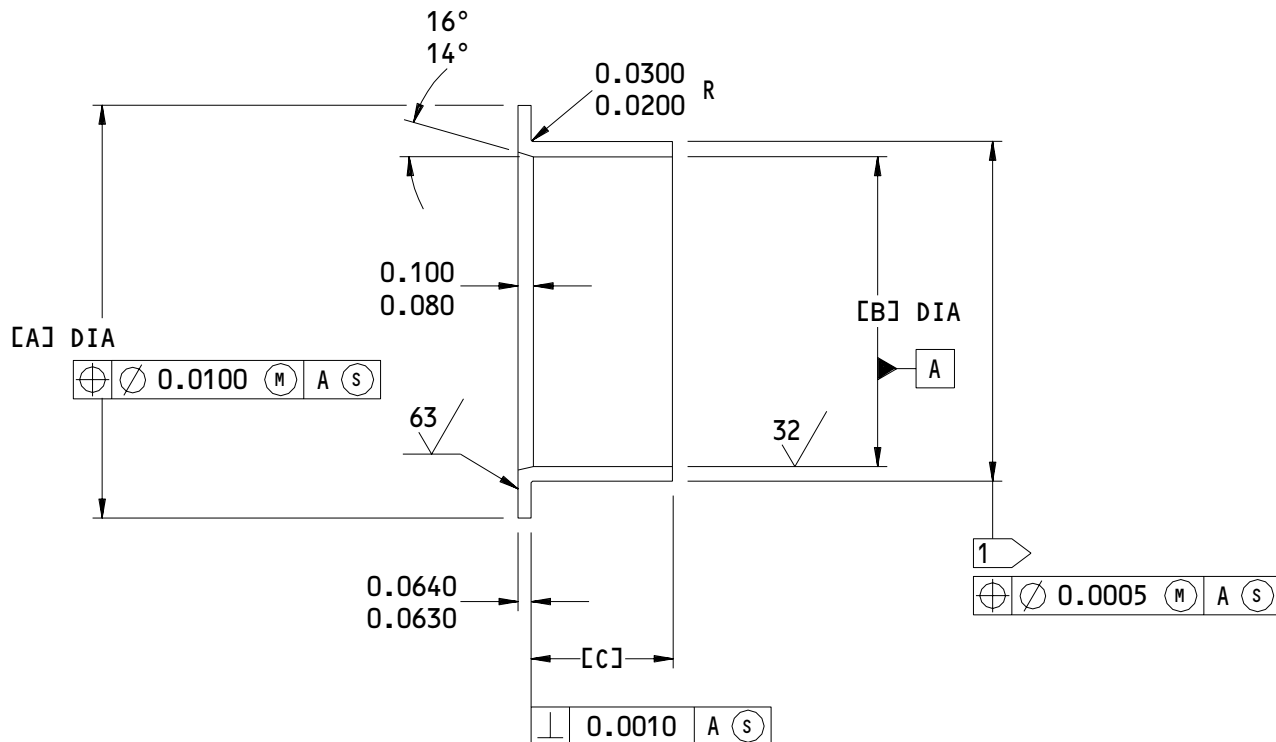 16°
14°
0.0300
0.0200 R
0.100
0.080
[A] DIA
⌖ ⌀ 0.0100 Ⓜ A Ⓢ
[B] DIA
A
63
32
1
⌖ ⌀ 0.0005 Ⓜ A Ⓢ
0.0640
0.0630
[C]
⊥ 0.0010 A Ⓢ